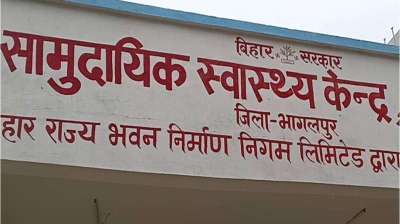 बिहार सरकार
सामुदायिक स्वास्थ्य केन्द्र
जिला-भागलपुर
हार राज्य भवन निर्माण निगम लिमिटेड द्वारा